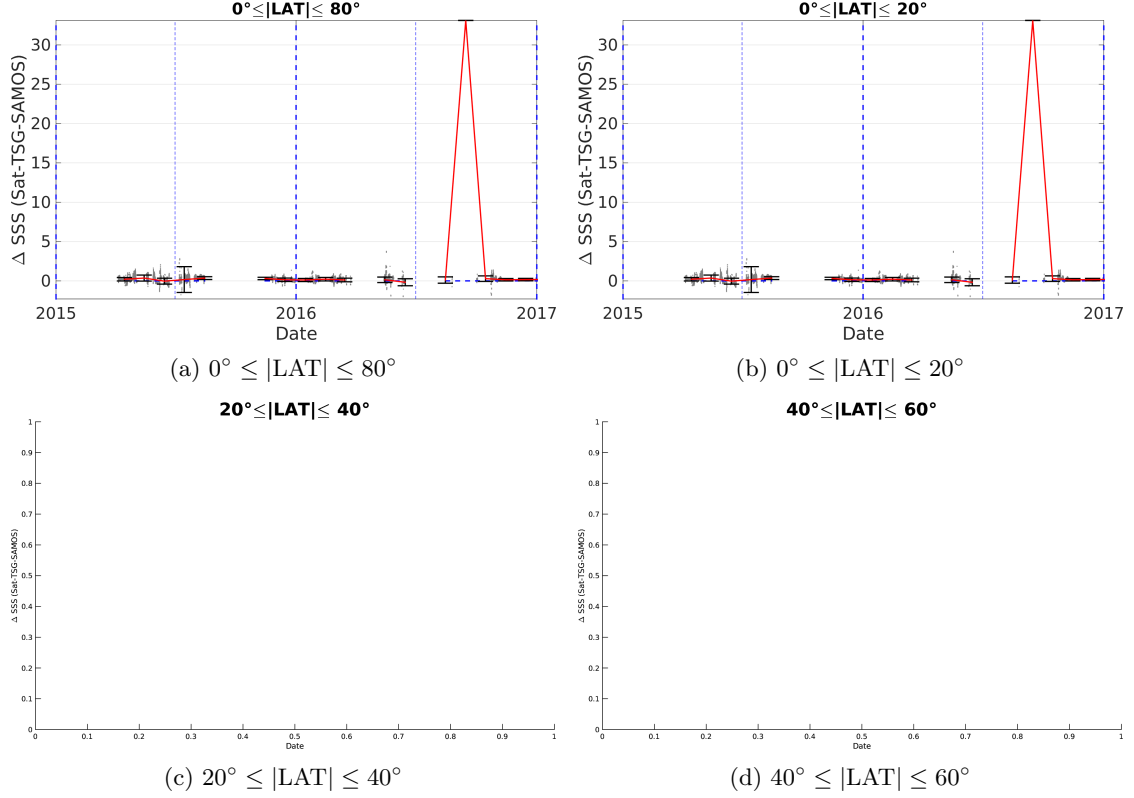 0°≤|LAT|≤ 80°
Δ SSS (Sat-TSG-SAMOS)
30
25
20
15
10
5
0
2015
2016
2017
Date
(a) 0° ≤ |LAT| ≤ 80°
0°≤|LAT|≤ 20°
Δ SSS (Sat-TSG-SAMOS)
30
25
20
15
10
5
0
2015
2016
2017
Date
(b) 0° ≤ |LAT| ≤ 20°
20°≤|LAT|≤ 40°
Δ SSS (Sat-TSG-SAMOS)
1
0.9
0.8
0.7
0.6
0.5
0.4
0.3
0.2
0.1
0
0 0.1 0.2 0.3 0.4 0.5 0.6 0.7 0.8 0.9 1
Date
(c) 20° ≤ |LAT| ≤ 40°
40°≤|LAT|≤ 60°
Δ SSS (Sat-TSG-SAMOS)
1
0.9
0.8
0.7
0.6
0.5
0.4
0.3
0.2
0.1
0
0 0.1 0.2 0.3 0.4 0.5 0.6 0.7 0.8 0.9 1
Date
(d) 40° ≤ |LAT| ≤ 60°